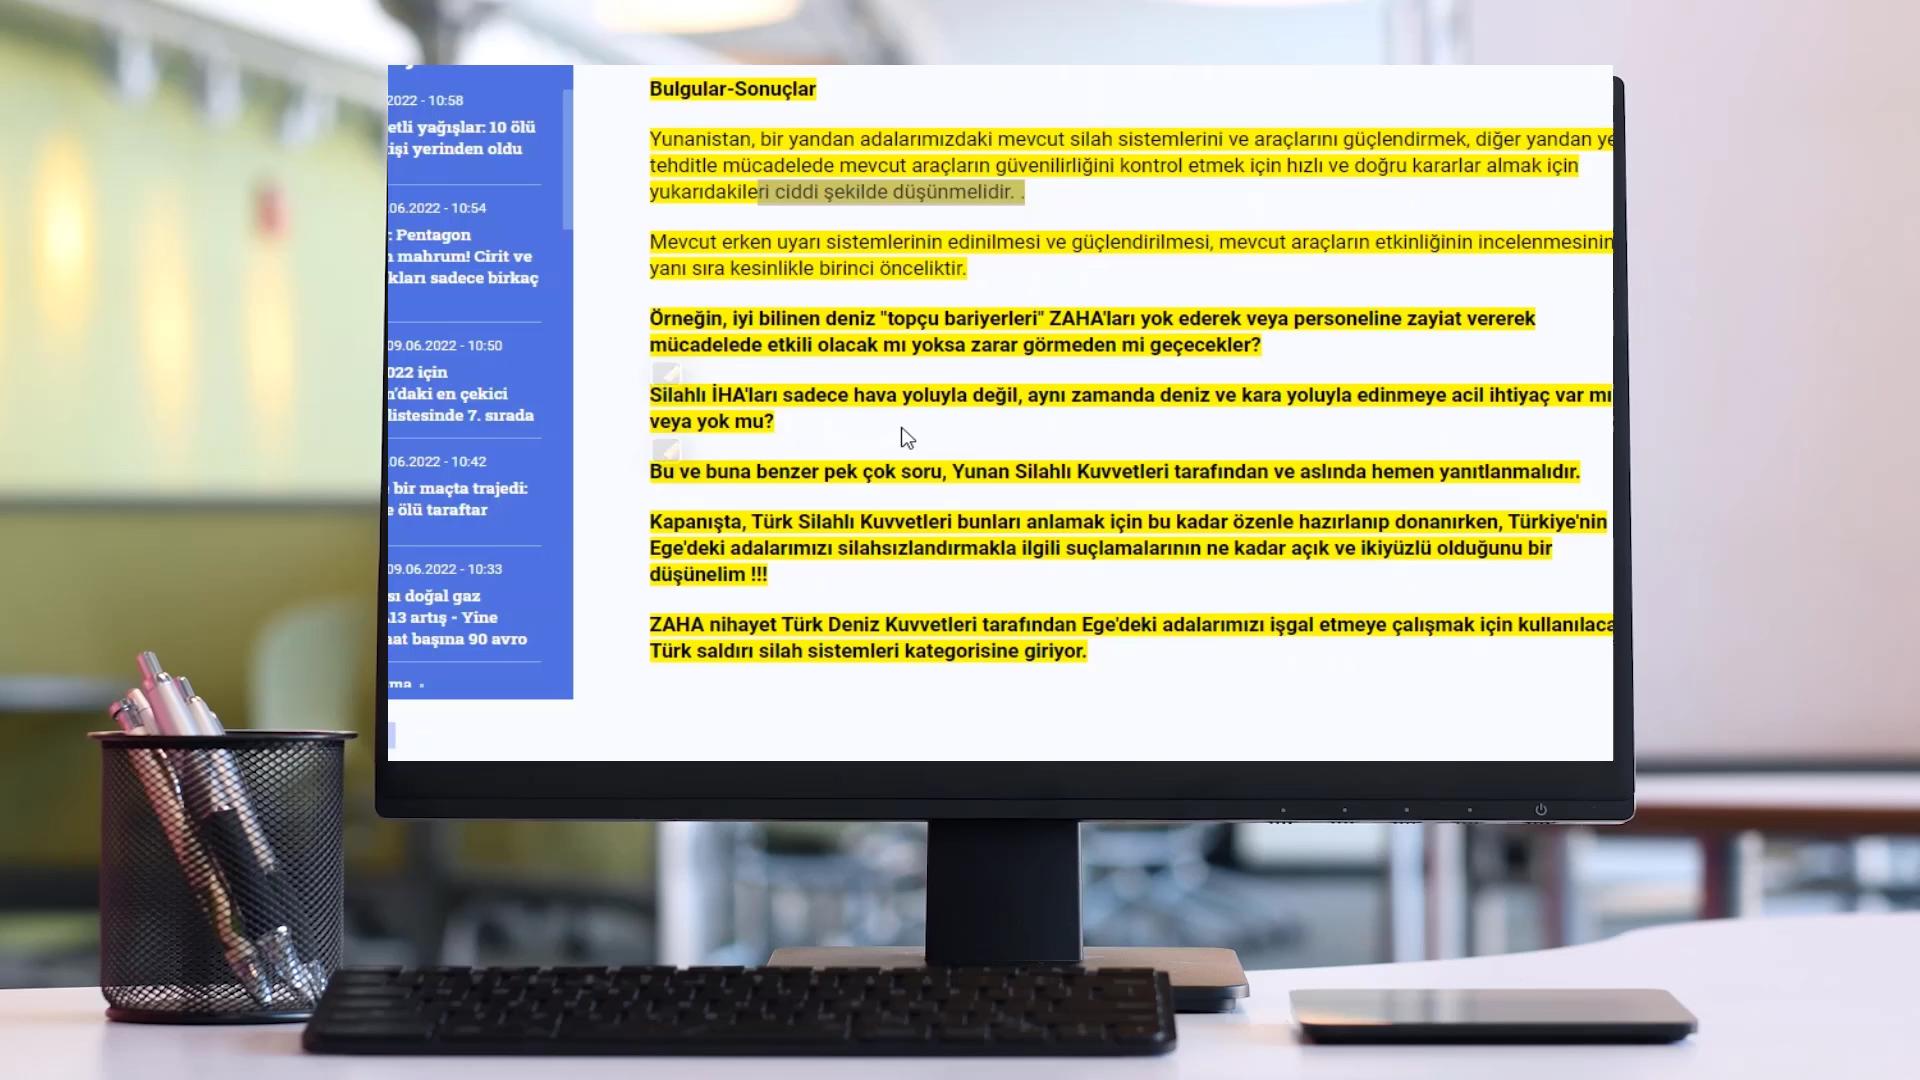 2022 - 10:58
etli yağışlar: 10 ölü
işi yerinden oldu
.06.2022 - 10:54
: Pentagon
mahrum! Cirit ve
kları sadece birkaç
09.06.2022 - 10:50
022 için
n'daki en çekici
listesinde 7. sırada
.06.2022 - 10:42
bir maçta trajedi:
e ölü taraftar
09.06.2022 - 10:33
sı doğal gaz
13 artış - Yine
aat başına 90 avro
Bulgular-Sonuçlar
Yunanistan, bir yandan adalarımızdaki mevcut silah sistemlerini ve araçlarını güçlendirmek, diğer yandan ye
tehditle mücadelede mevcut araçların güvenilirliğini kontrol etmek için hızlı ve doğru kararlar almak için
yukarıdakileri ciddi şekilde düşünmelidir. .
Mevcut erken uyarı sistemlerinin edinilmesi ve güçlendirilmesi, mevcut araçların etkinliğinin incelenmesinin
yanı sıra kesinlikle birinci önceliktir.
Örneğin, iyi bilinen deniz "topçu bariyerleri" ZAHA'ları yok ederek veya personeline zayiat vererek
mücadelede etkili olacak mı yoksa zarar görmeden mi geçecekler?
Silahlı İHA'ları sadece hava yoluyla değil, aynı zamanda deniz ve kara yoluyla edinmeye acil ihtiyaç var mı
veya yok mu?
Bu ve buna benzer pek çok soru, Yunan Silahlı Kuvvetleri tarafından ve aslında hemen yanıtlanmalıdır.
Kapanışta, Türk Silahlı Kuvvetleri bunları anlamak için bu kadar özenle hazırlanıp donanırken, Türkiye'nin
Ege'deki adalarımızı silahsızlandırmakla ilgili suçlamalarının ne kadar açık ve ikiyüzlü olduğunu bir
düşünelim !!!
ZAHA nihayet Türk Deniz Kuvvetleri tarafından Ege'deki adalarımızı işgal etmeye çalışmak için kullanılaca
Türk saldırı silah sistemleri kategorisine giriyor.